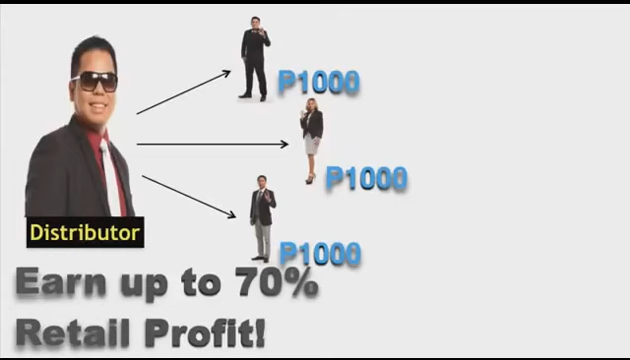 P1000
P1000
Distributor
P1000
Earn up to 70%
Retail Profit!